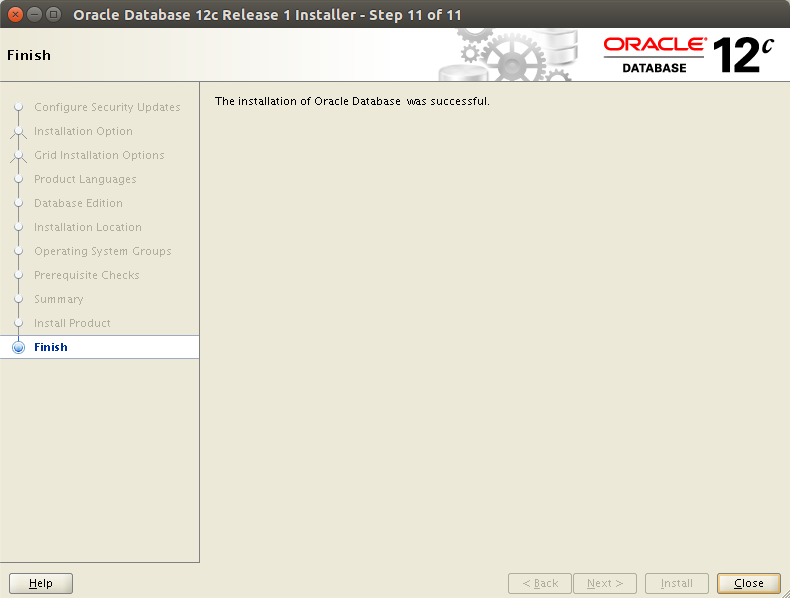 Oracle Database 12c Release 1 Installer - Step 11 of 11
Finish
ORACLE®
DATABASE
12c
Configure Security Updates
Installation Option
Grid Installation Options
Product Languages
Database Edition
Installation Location
Operating System Groups
Prerequisite Checks
Summary
Install Product
Finish
The installation of Oracle Database was successful.
Help
< Back
Next >
Install
Close